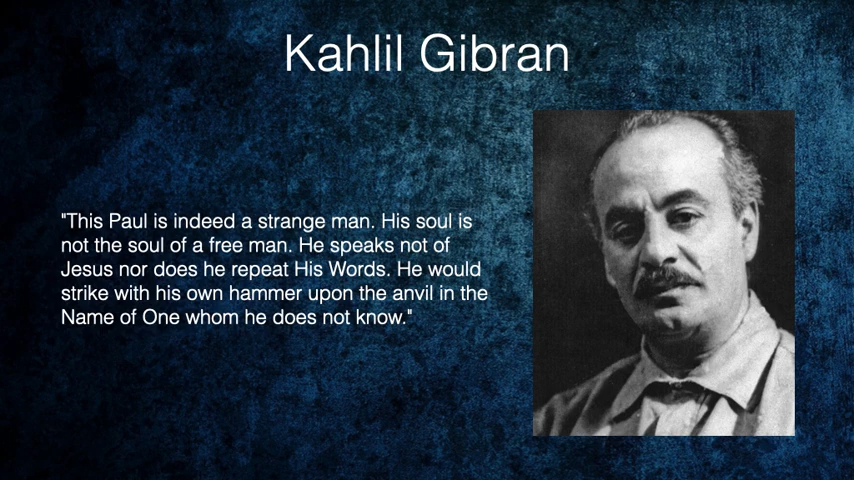 Kahlil Gibran
"This Paul is indeed a strange man. His soul is
not the soul of a free man. He speaks not of
Jesus nor does he repeat His Words. He would
strike with his own hammer upon the anvil in the
Name of One whom he does not know."